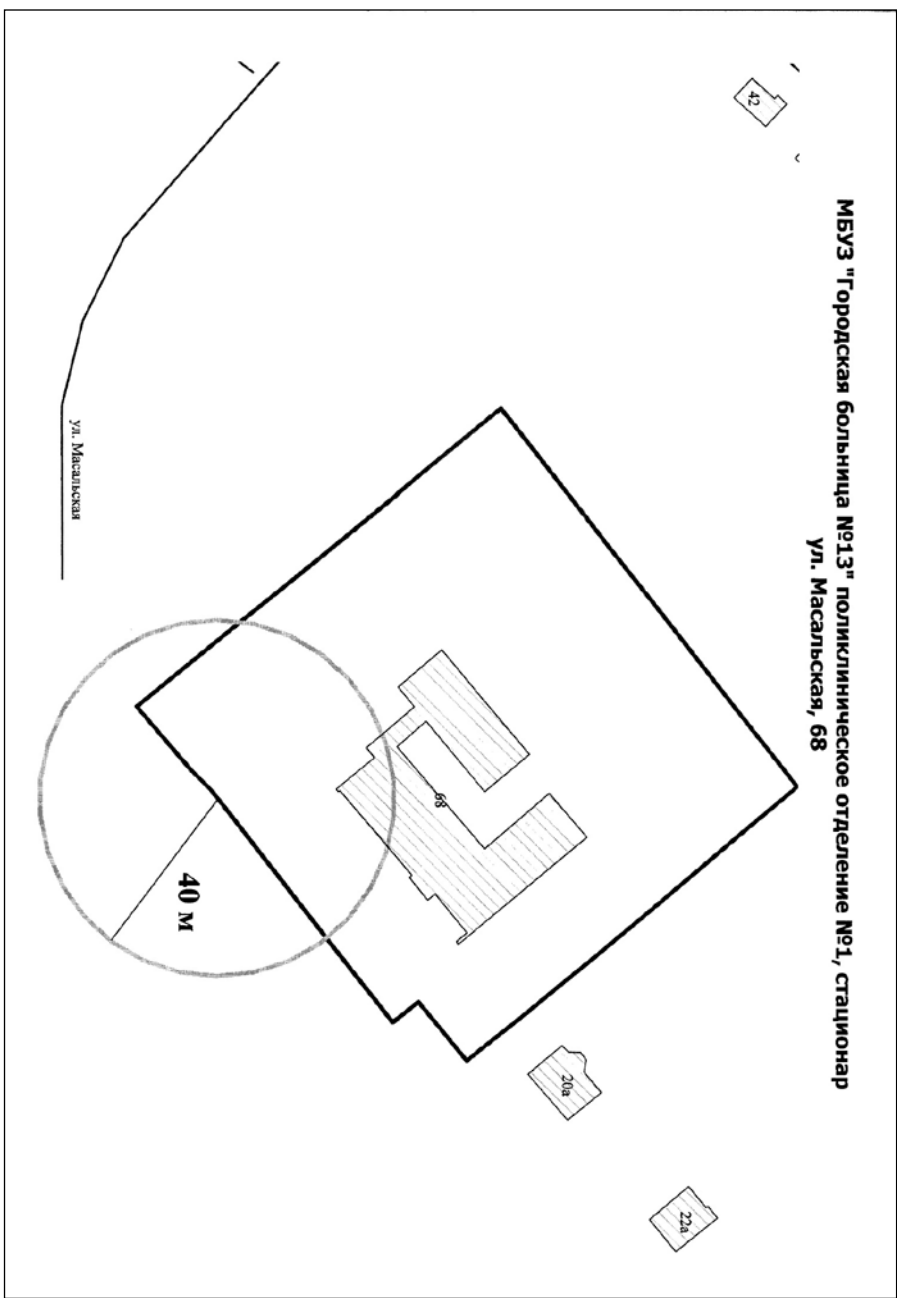 МБУЗ "Городская больница №13" поликлиническое отделение №1, стационар
ул. Масальская, 68
42
68
ул. Масальская
40 м
20а
22а